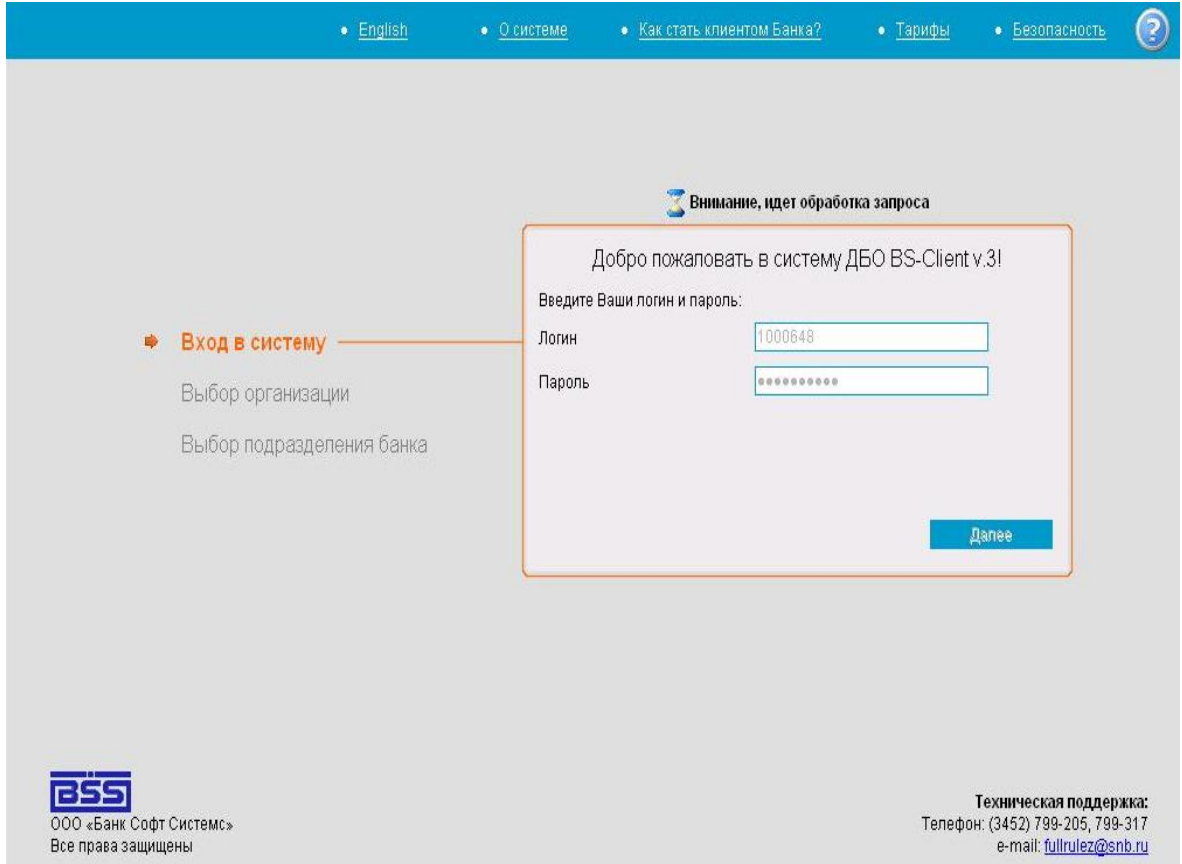 English
О системе
Как стать клиентом Банка?
Тарифы
Безопасность
?
Внимание, идет обработка запроса
Добро пожаловать в систему ДБО BS-Client v.3!
Введите Ваши логин и пароль:
Логин
1000648
Пароль
••••••••••
Далее
Вход в систему
Выбор организации
Выбор подразделения банка
BSS
ООО «Банк Софт Системс»
Все права защищены
Техническая поддержка:
Телефон: (3452) 799-205, 799-317
e-mail: fullrulez@snb.ru